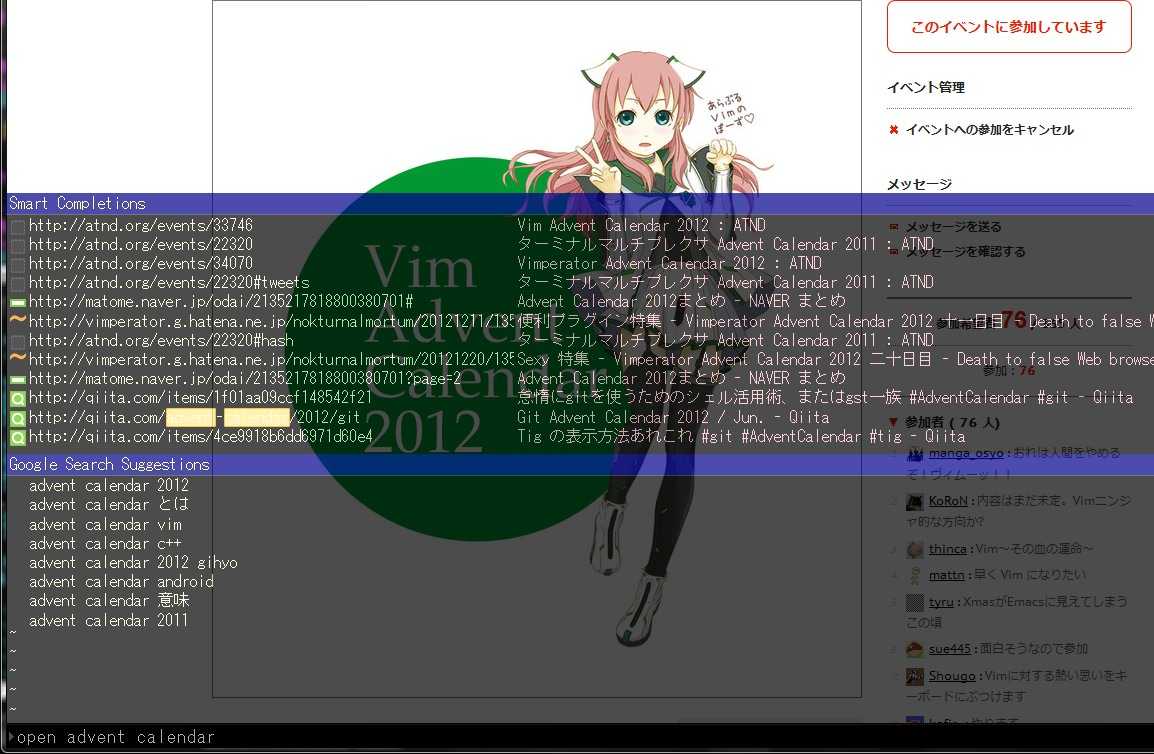 このイベントに参加しています
イベント管理
イベントへの参加をキャンセル
メッセージ
メッセージを送る
メッセージを確認する
76
参加 : 76
参加者 ( 76 人)
manga_osyo : おれは人間をやめる
ぞ！ヴィムーッ！！
KoRoN : 内容はまだ未定。Vimニンジ
ャ的な方向か?
thinca : Vim～その血の運命～
mattn : 早く Vim になりたい
tyru : XmasがEmacsに見えてしまう
この頃
sue445 : 面白そうなので参加
Shougo : Vimに対する熱い思いをキ
ーボードにぶつけます
あらぶる
Vimの
ぽーず♡
Vim
Advent
Calendar
2012
Smart Completions
http://atnd.org/events/33746 Vim Advent Calendar 2012 : ATND
http://atnd.org/events/22320 ターミナルマルチプレクサ Advent Calendar 2011 : ATND
http://atnd.org/events/34070 Vimperator Advent Calendar 2012 : ATND
http://atnd.org/events/22320#tweets ターミナルマルチプレクサ Advent Calendar 2011 : ATND
http://matome.naver.jp/odai/2135217818800380701# Advent Calendar 2012まとめ - NAVER まとめ
http://vimperator.g.hatena.ne.jp/nokturnalmortum/20121211/135 便利プラグイン特集 - Vimperator Advent Calendar 2012 十一日目 - Death to false W
http://atnd.org/events/22320#hash ターミナルマルチプレクサ Advent Calendar 2011 : ATND
http://vimperator.g.hatena.ne.jp/nokturnalmortum/20121220/135 Sexy 特集 - Vimperator Advent Calendar 2012 二十日目 - Death to false Web browse
http://matome.naver.jp/odai/2135217818800380701?page=2 Advent Calendar 2012まとめ - NAVER まとめ
http://qiita.com/items/1f01aa09ccf148542f21 怠惰にgitを使うためのシェル活用術、またはgst一族 #AdventCalendar #git - Qiita
http://qiita.com/advent-calendar/2012/git Git Advent Calendar 2012 / Jun. - Qiita
http://qiita.com/items/4ce9918b6dd6971d60e4 Tig の表示方法あれこれ #git #AdventCalendar #tig - Qiita
Google Search Suggestions
advent calendar 2012
advent calendar とは
advent calendar vim
advent calendar c++
advent calendar 2012 gihyo
advent calendar android
advent calendar 意味
advent calendar 2011
~
~
~
~
~
open advent calendar